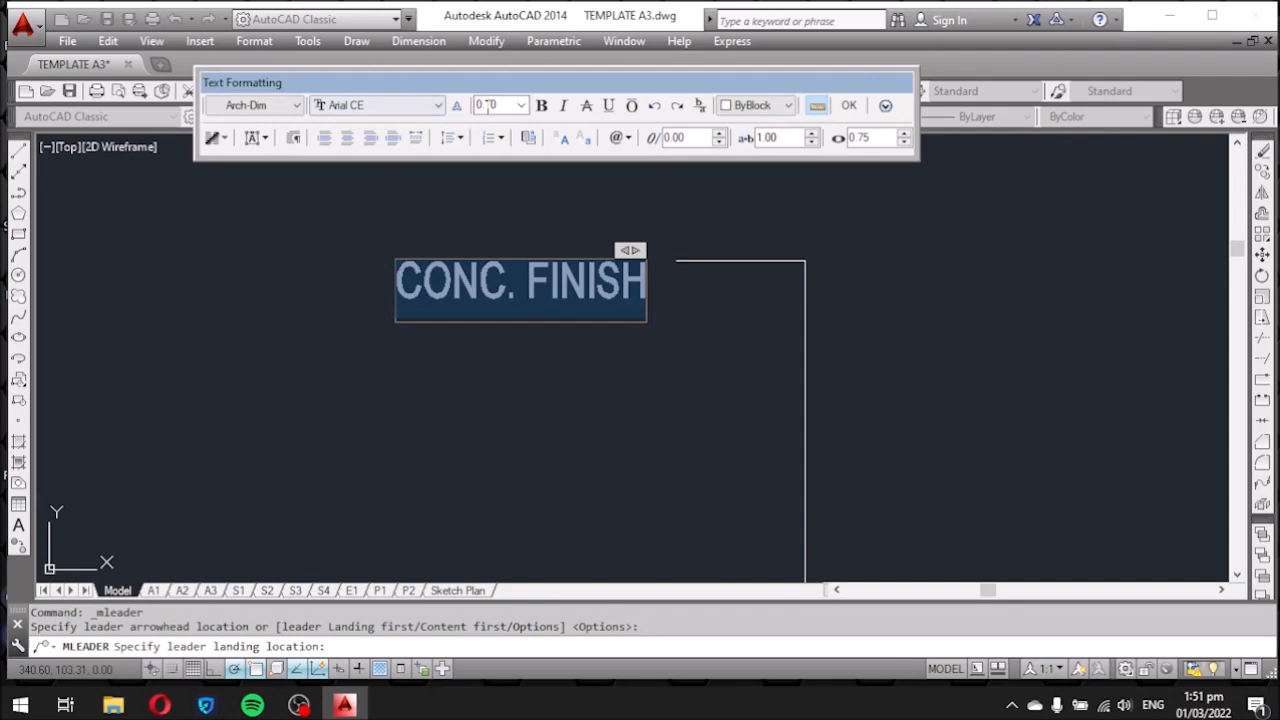 AutoCAD Classic
Autodesk AutoCAD 2014 TEMPLATE A3.dwg
Type a keyword or phrase
Sign In
File Edit View Insert Format Tools Draw Dimension Modify Parametric Window Help Express
TEMPLATE A3*
Text Formatting
Standard Standard
Arch-Dim Arial CE ByBlock OK
AutoCAD Classic ByLayer ByColor
0.00 1.00 0.75
[−][Top][2D Wireframe]
CONC. FINISH
Y
X
Model A1 A2 A3 S1 S2 S3 S4 E1 P1 P2 Sketch Plan
Command: _mleader
Specify leader arrowhead location or [leader Landing first/Content first/Options] <Options>:
MLEADER Specify leader landing location:
340.60, 103.31, 0.00 MODEL 1:1
1:51 pm
ENG
01/03/2022
1